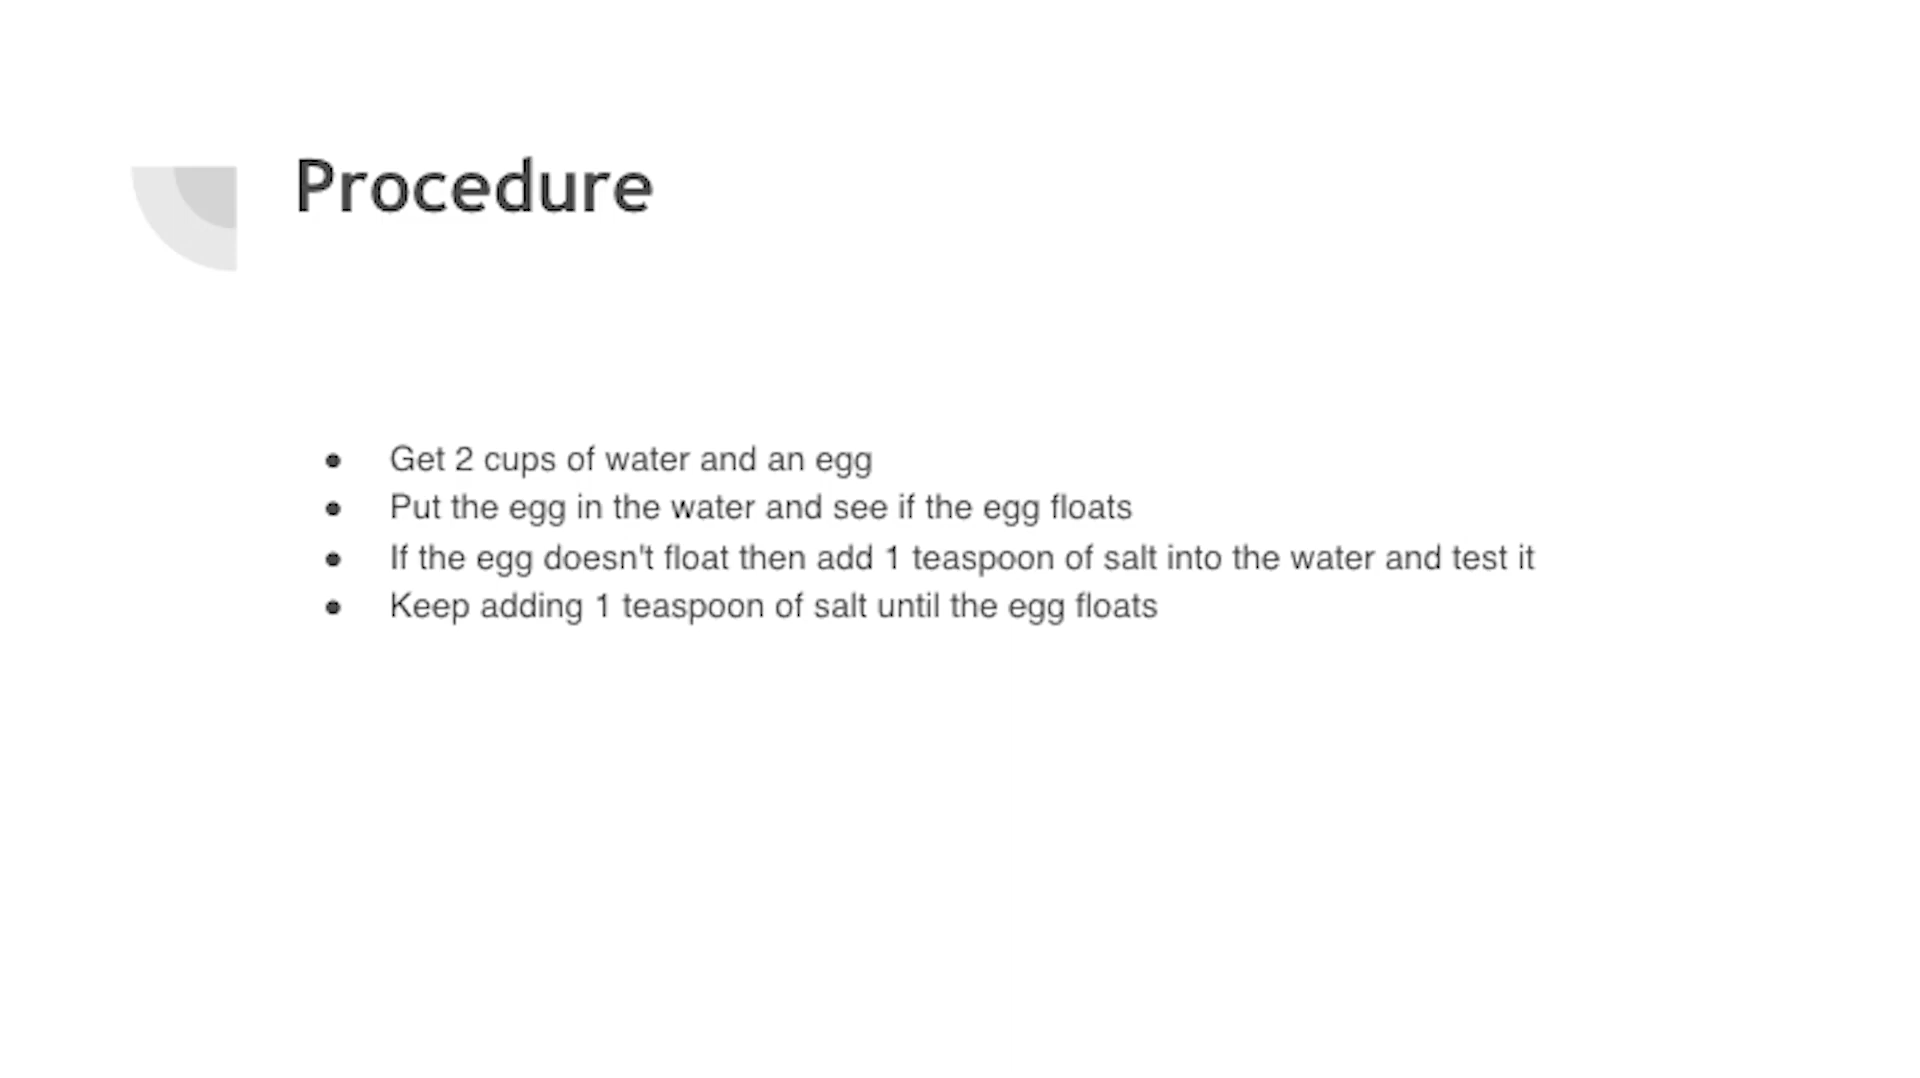 Procedure
● Get 2 cups of water and an egg
● Put the egg in the water and see if the egg floats
● If the egg doesn't float then add 1 teaspoon of salt into the water and test it
● Keep adding 1 teaspoon of salt until the egg floats